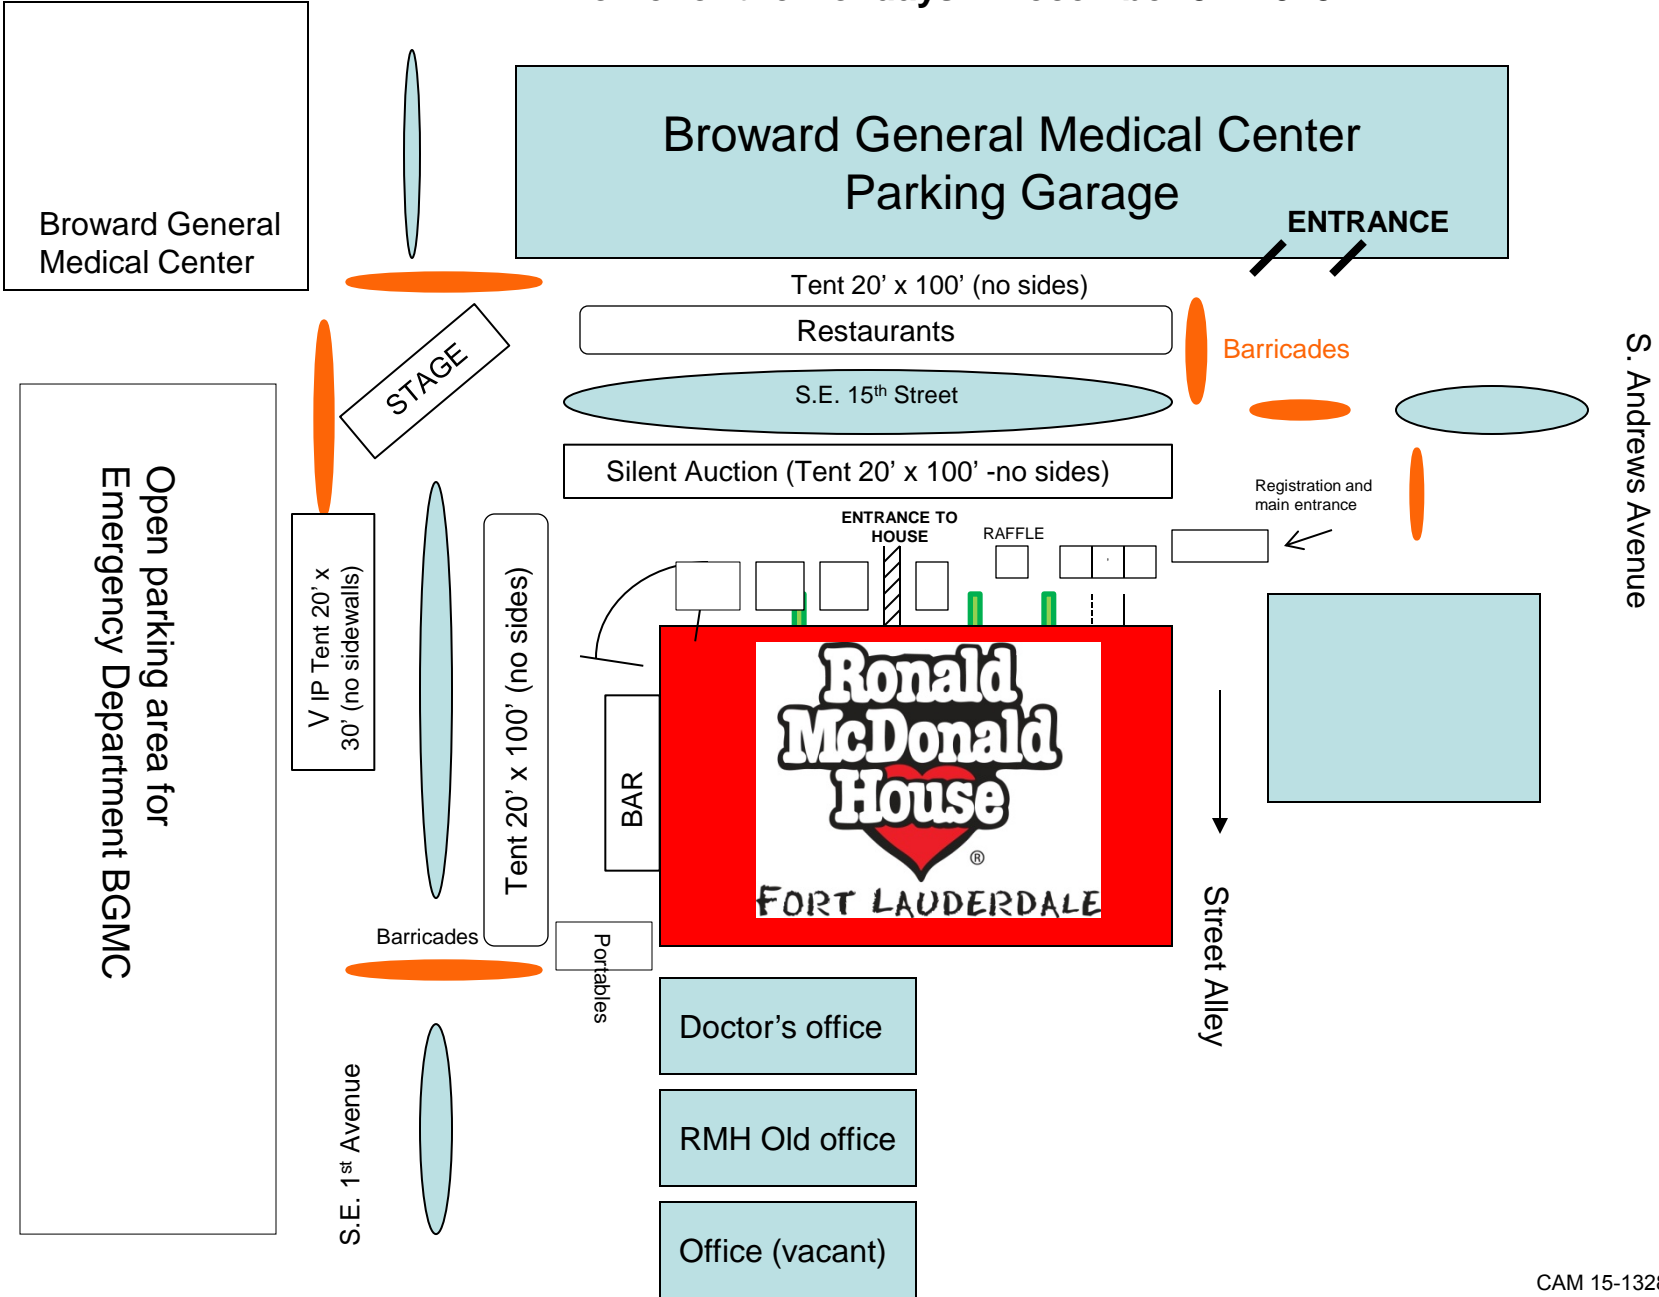 Broward General Medical Center
Parking Garage
ENTRANCE
Broward General
Medical Center
Tent 20’ x 100’ (no sides)
Restaurants
STAGE
Barricades
S.E. 15th Street
S. Andrews Avenue
Silent Auction (Tent 20’ x 100’ -no sides)
Registration and
main entrance
ENTRANCE TO
HOUSE
RAFFLE
Open parking area for
Emergency Department BGMC
V IP Tent 20’ x
30’ (no sidewalls)
Tent 20’ x 100’ (no sides)
BAR
Ronald
McDonald
House
®
FORT LAUDERDALE
Street Alley
Barricades
Portables
Doctor’s office
S.E. 1st Avenue
RMH Old office
Office (vacant)
CAM 15-1328